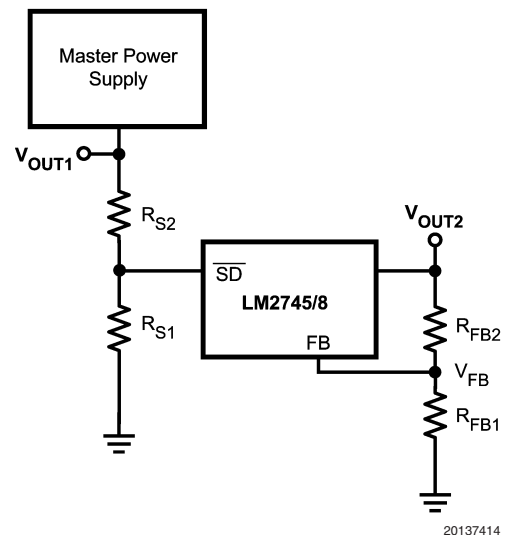 Master Power
Supply
VOUT1
RS2
VOUT2
SD
LM2745/8
RS1
RFB2
FB
VFB
RFB1
20137414